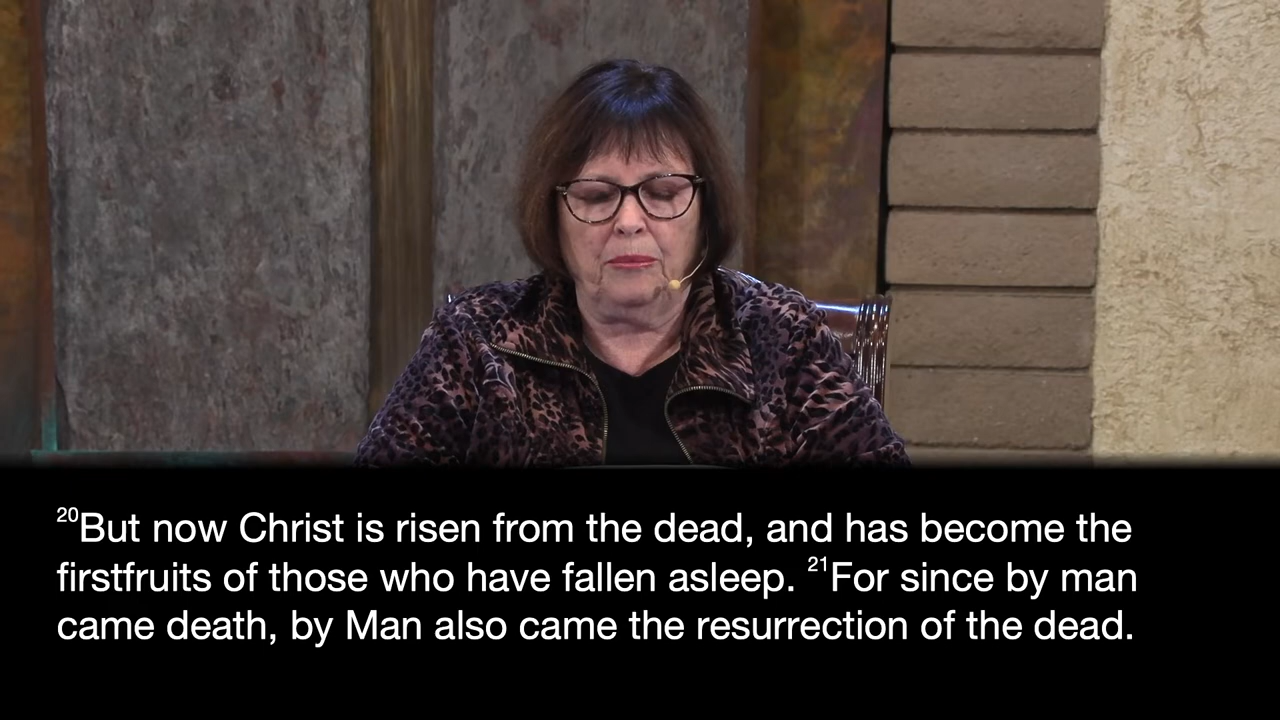 20But now Christ is risen from the dead, and has become the
firstfruits of those who have fallen asleep. 21For since by man
came death, by Man also came the resurrection of the dead.